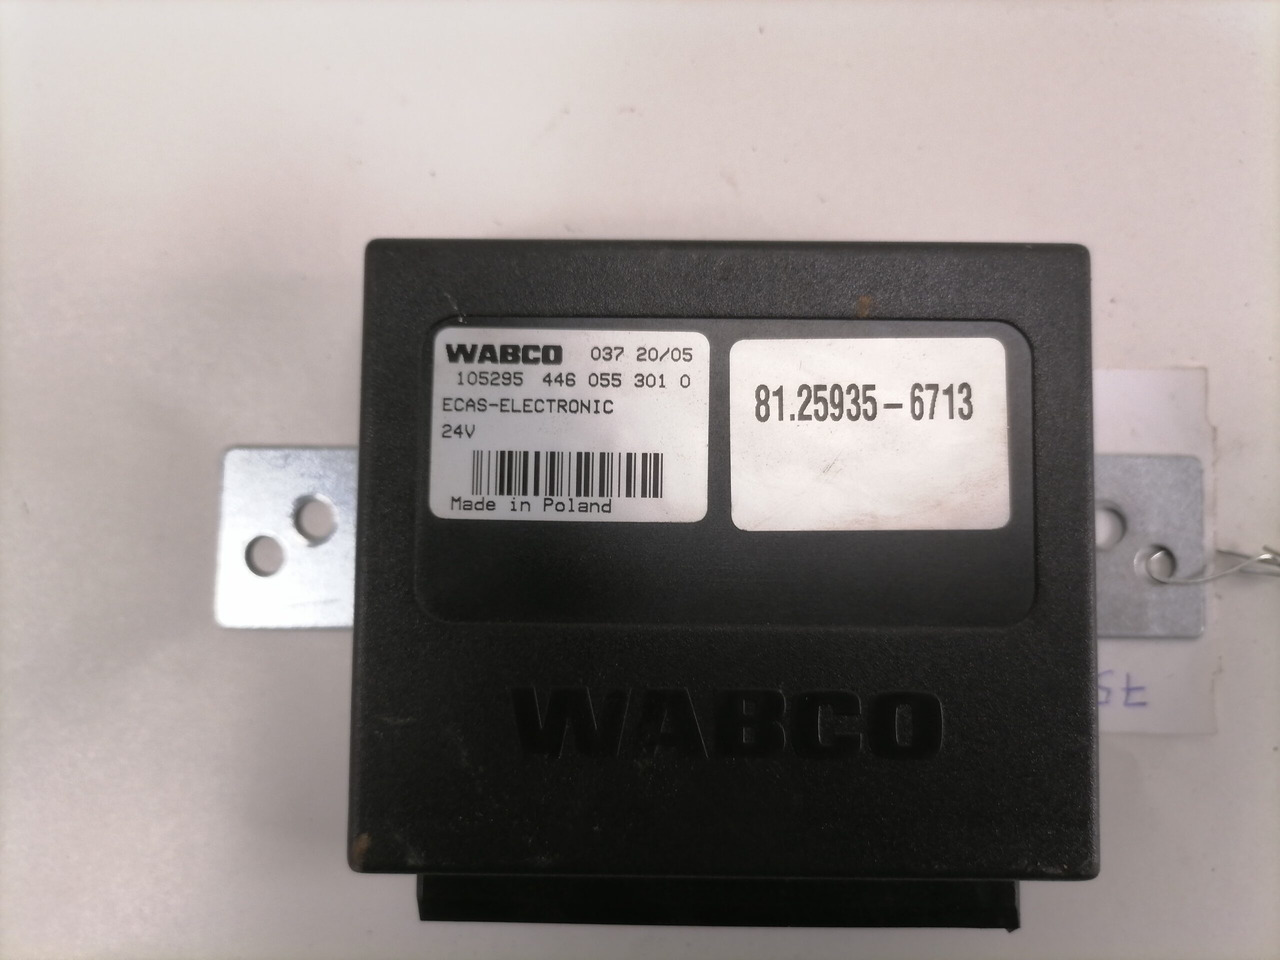 WABCO 037 20/05
105295 446 055 301 0
ECAS-ELECTRONIC
24V
Made in Poland
81.25935-6713
WABCO
75